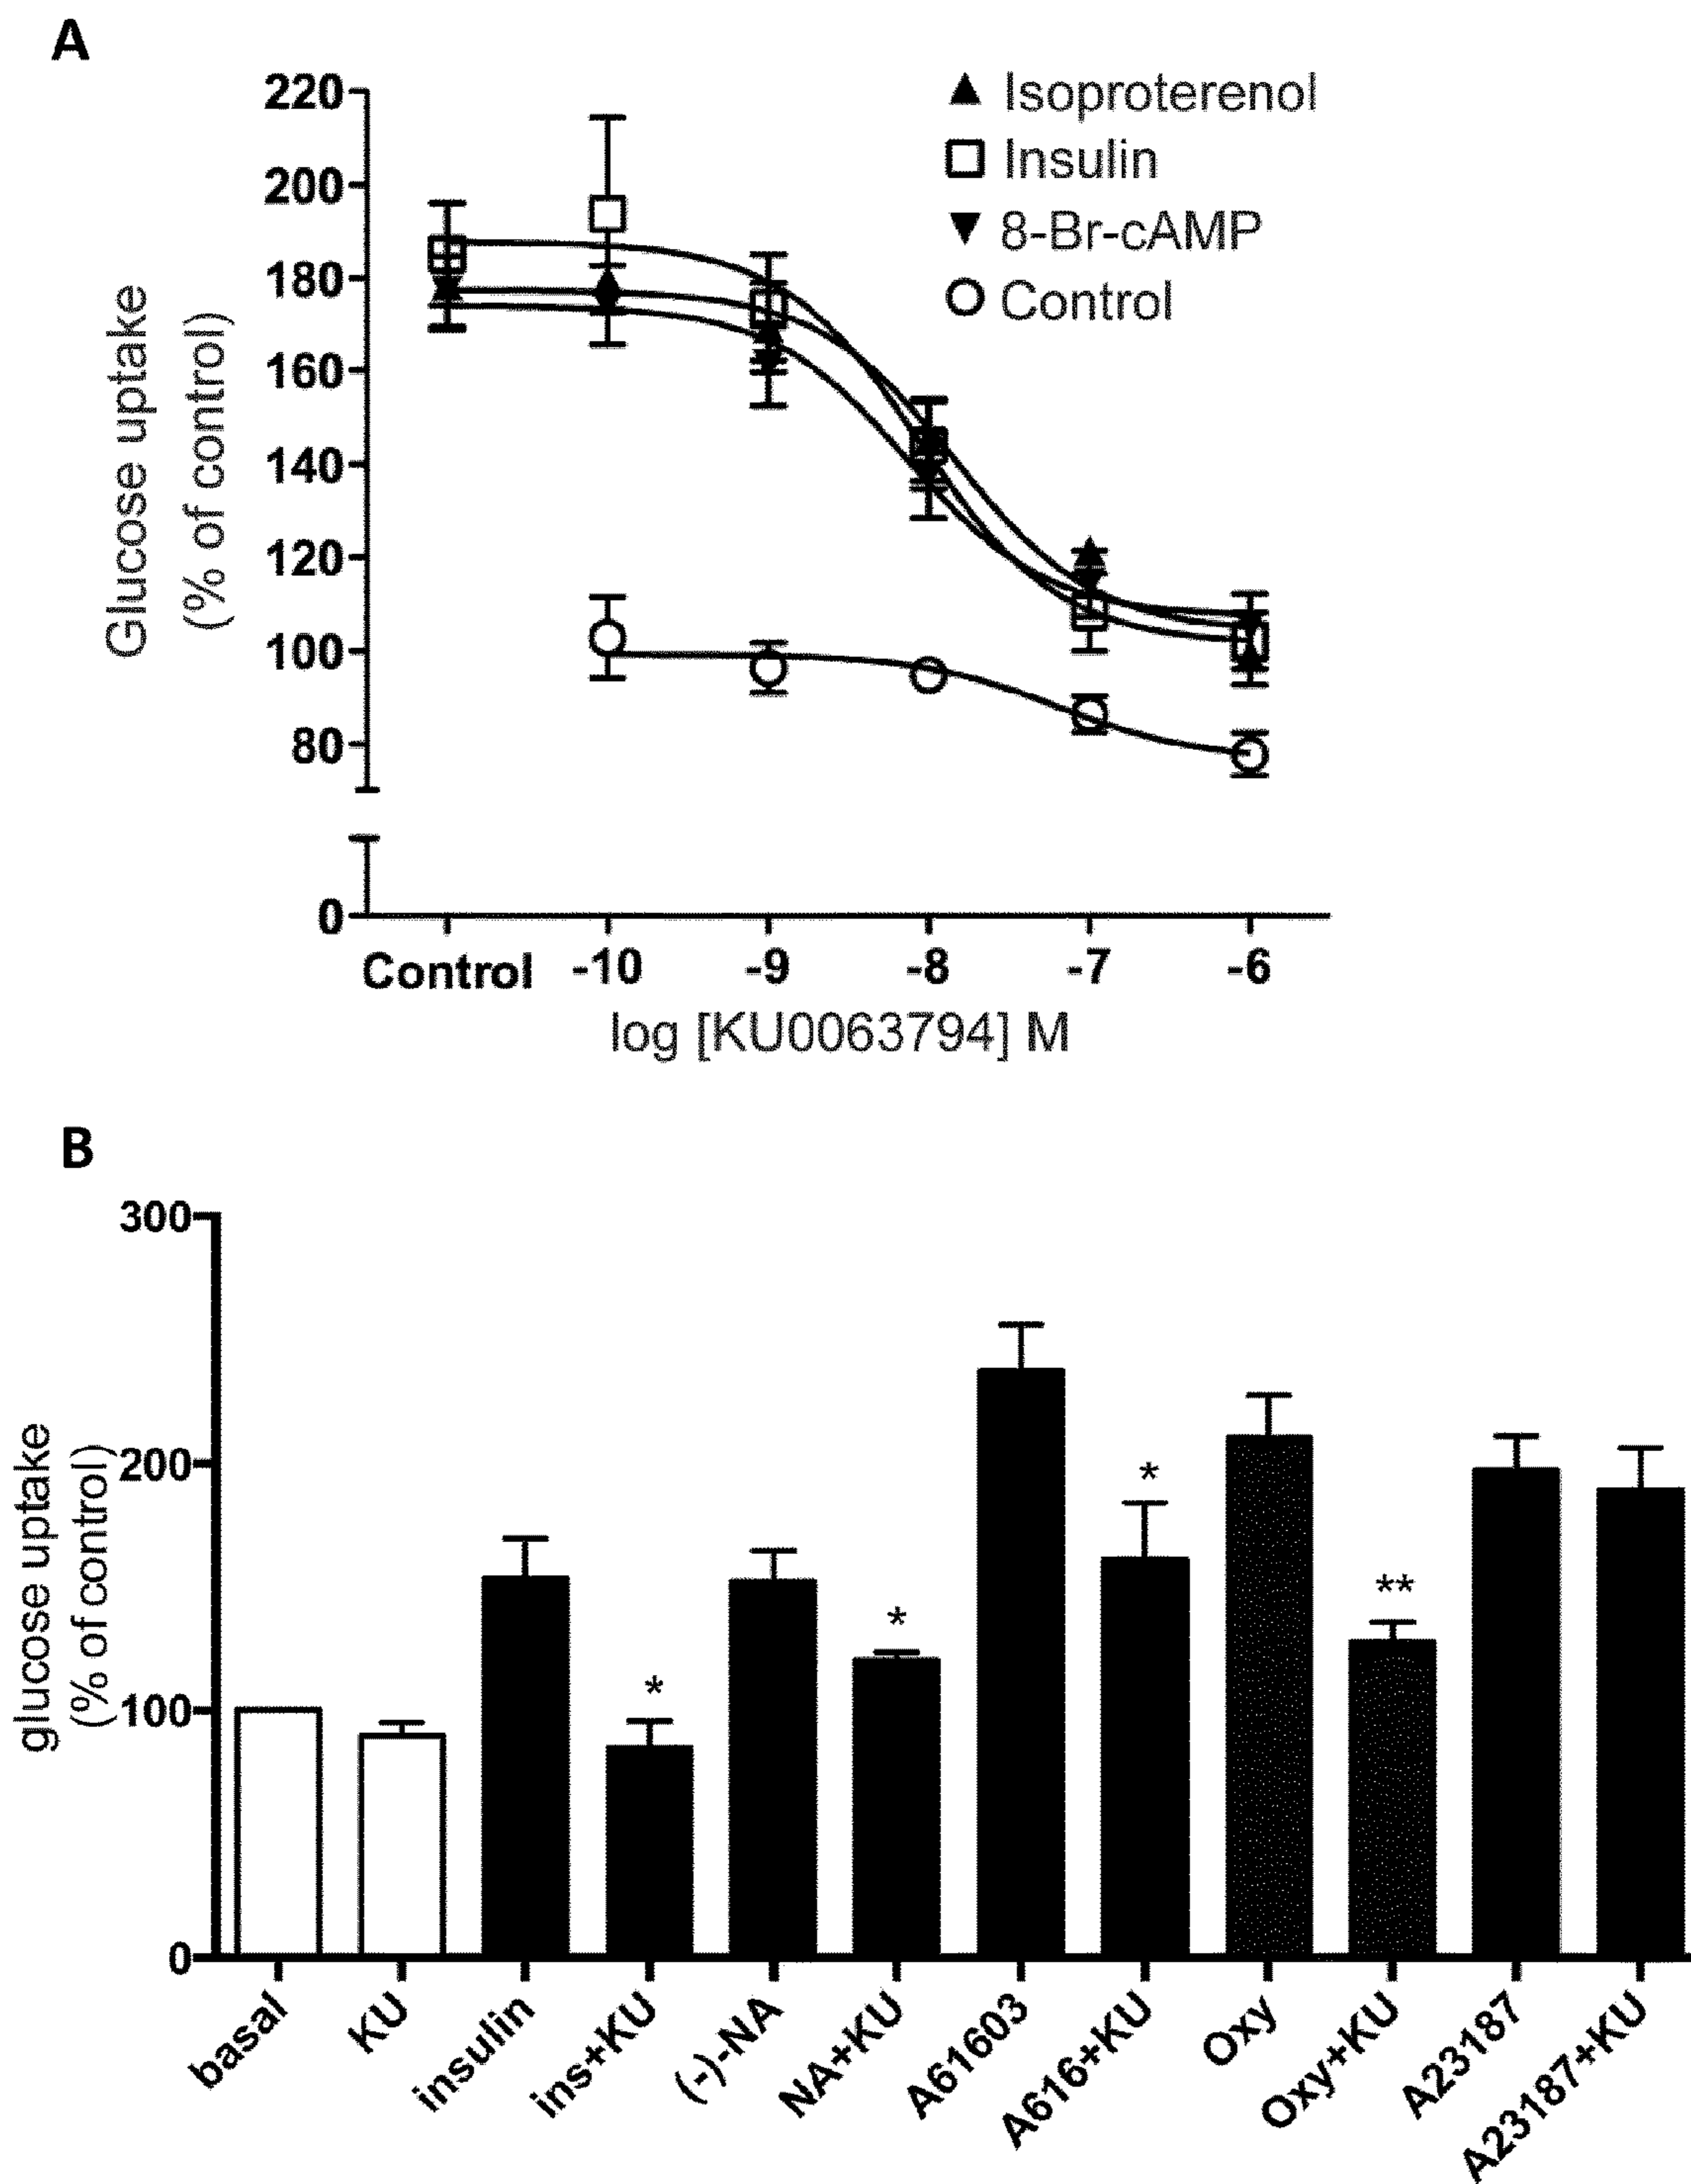 A
220
200
180
160
140
120
100
80
0
Glucose uptake
(% of control)
Isoproterenol
Insulin
8-Br-cAMP
Control
Control -10 -9 -8 -7 -6
log [KU0063794] M
B
300
200
100
0
glucose uptake
(% of control)
*
*
*
**
basal
KU
insulin
ins+KU
(-)-NA
NA+KU
A61603
A616+KU
Oxy
Oxy+KU
A23187
A23187+KU